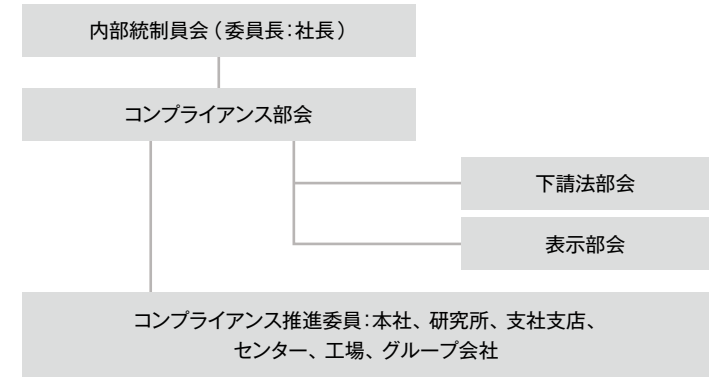 内部統制員会（委員長：社長）
コンプライアンス部会
下請法部会
表示部会
コンプライアンス推進委員：本社、研究所、支社支店、
センター、工場、グループ会社